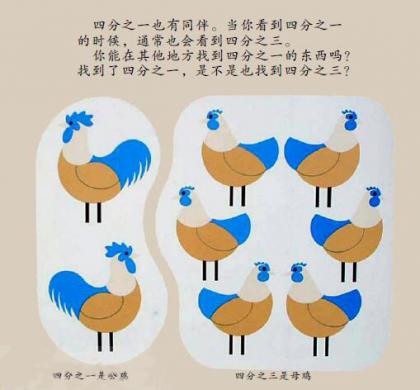 四分之一也有同伴。当你看到四分之一
的时候，通常也会看到四分之三。
你能在其他地方找到四分之一的东西吗？
找到了四分之一，是不是也找到四分之三？
四分之一是公鸡
四分之三是母鸡